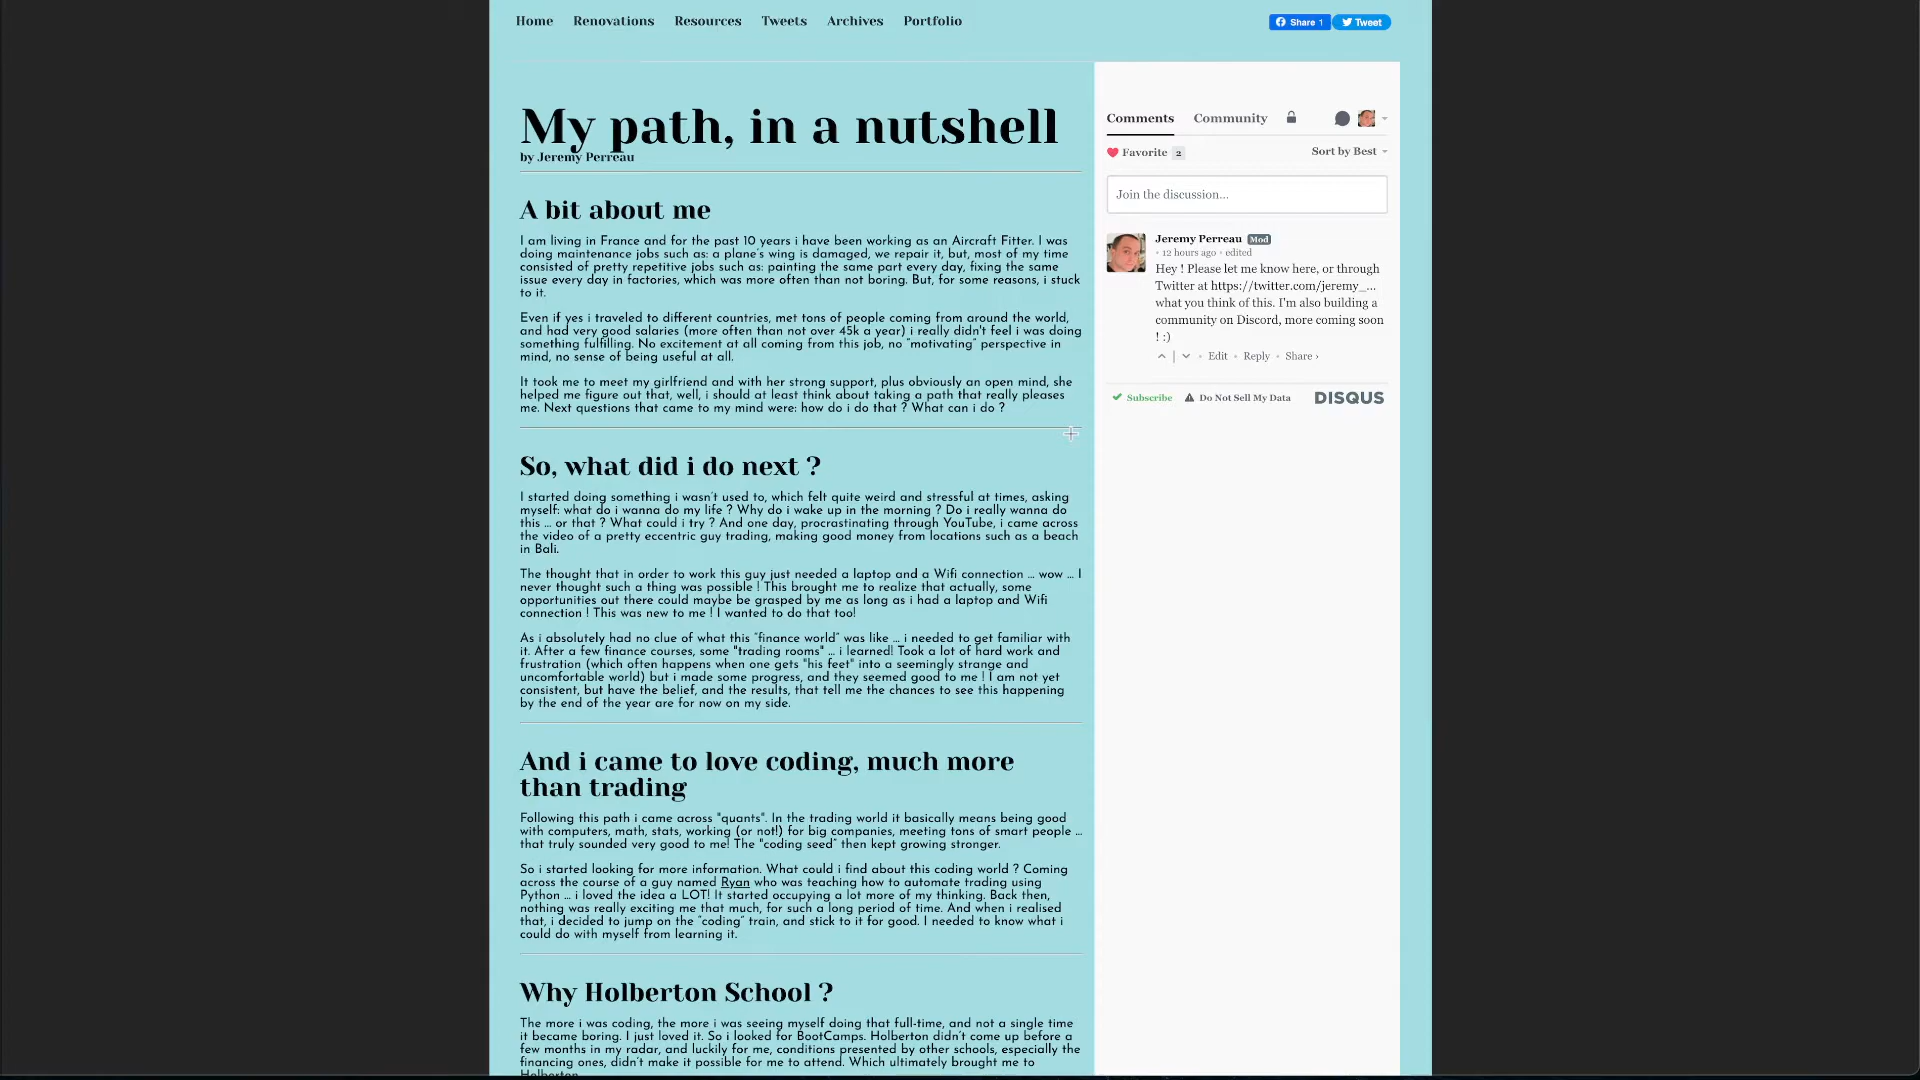 Home Renovations Resources Tweets Archives Portfolio
Share 1 Tweet
My path, in a nutshell
by Jeremy Perreau
A bit about me
I am living in France and for the past 10 years i have been working as an Aircraft Fitter. I was
doing maintenance jobs such as: a plane's wing is damaged, we repair it, but, most of my time
consisted of pretty repetitive jobs such as: painting the same part every day, fixing the same
issue every day in factories, which was more often than not boring. But, for some reasons, i stuck
to it.
Even if yes i traveled to different countries, met tons of people coming from around the world,
and had very good salaries (more often than not over 45k a year) i really didn't feel i was doing
something fulfilling. No excitement at all coming from this job, no "motivating" perspective in
mind, no sense of being useful at all.
It took me to meet my girlfriend and with her strong support, plus obviously an open mind, she
helped me figure out that, well, i should at least think about taking a path that really pleases
me. Next questions that came to my mind were: how do i do that ? What can i do ?
So, what did i do next ?
I started doing something i wasn't used to, which felt quite weird and stressful at times, asking
myself: what do i wanna do my life ? Why do i wake up in the morning ? Do i really wanna do
this ... or that ? What could i try ? And one day, procrastinating through YouTube, i came across
the video of a pretty eccentric guy trading, making good money from locations such as a beach
in Bali.
The thought that in order to work this guy just needed a laptop and a Wifi connection ... wow ... I
never thought such a thing was possible ! This brought me to realize that actually, some
opportunities out there could maybe be grasped by me as long as i had a laptop and Wifi
connection ! This was new to me ! I wanted to do that too!
As i absolutely had no clue of what this "finance world" was like ... i needed to get familiar with
it. After a few finance courses, some "trading rooms" ... i learned! Took a lot of hard work and
frustration (which often happens when one gets "his feet" into a seemingly strange and
uncomfortable world) but i made some progress, and they seemed good to me ! I am not yet
consistent, but have the belief, and the results, that tell me the chances to see this happening
by the end of the year are for now on my side.
And i came to love coding, much more
than trading
Following this path i came across "quants". In the trading world it basically means being good
with computers, math, stats, working (or not!) for big companies, meeting tons of smart people ...
that truly sounded very good to me! The "coding seed" then kept growing stronger.
So i started looking for more information. What could i find about this coding world ? Coming
across the course of a guy named Ryan who was teaching how to automate trading using
Python ... i loved the idea a LOT! It started occupying a lot more of my thinking. Back then,
nothing was really exciting me that much, for such a long period of time. And when i realised
that, i decided to jump on the "coding" train, and stick to it for good. I needed to know what i
could do with myself from learning it.
Why Holberton School ?
The more i was coding, the more i was seeing myself doing that full-time, and not a single time
it became boring. I just loved it. So i looked for BootCamps. Holberton didn't come up before a
few months in my radar, and luckily for me, conditions presented by other schools, especially the
financing ones, didn't make it possible for me to attend. Which ultimately brought me to
Holberton
Comments Community
Favorite 2 Sort by Best
Join the discussion...
Jeremy Perreau Mod
• 12 hours ago • edited
Hey ! Please let me know here, or through
Twitter at https://twitter.com/jeremy_...
what you think of this. I'm also building a
community on Discord, more coming soon
! :)
• Edit • Reply • Share ›
Subscribe Do Not Sell My Data DISQUS